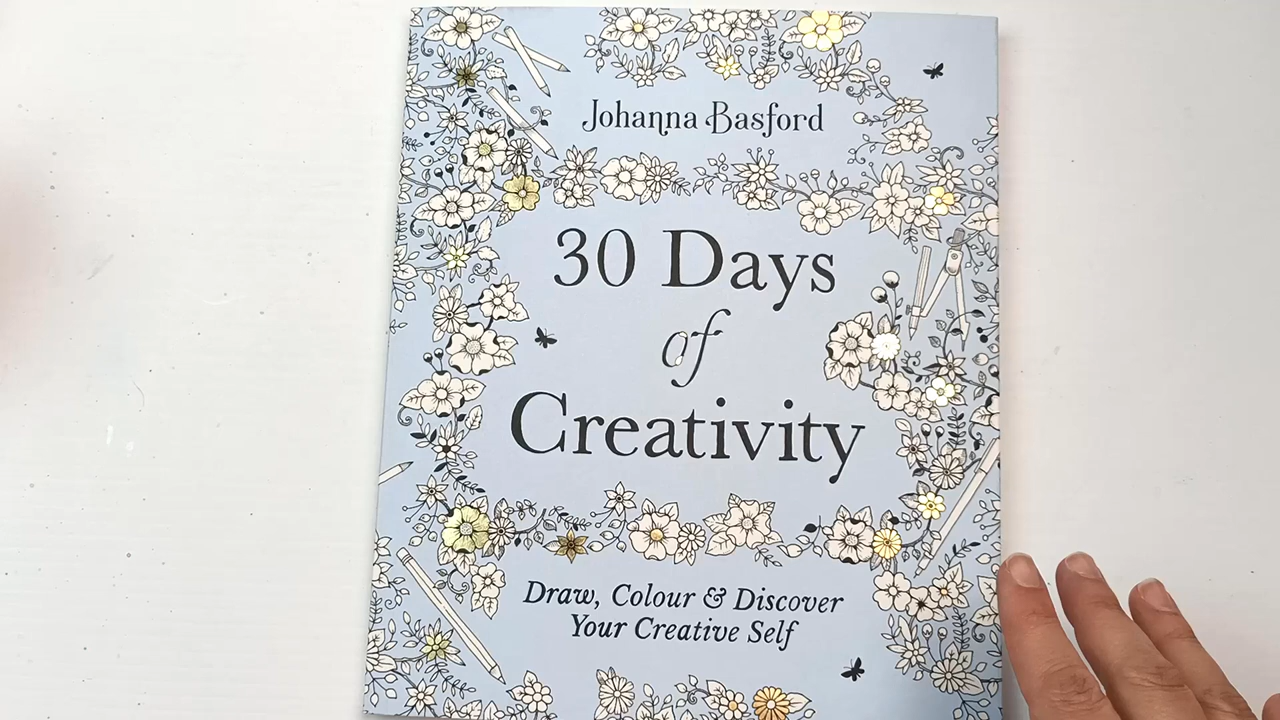 Johanna Basford
30 Days
of
Creativity
Draw, Colour & Discover
Your Creative Self